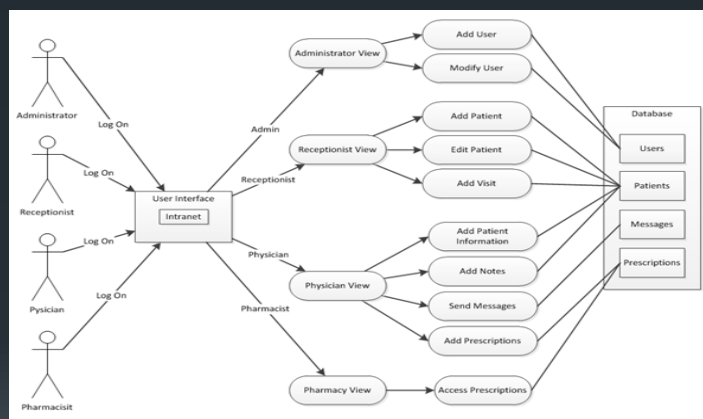 Administrator
Log On
Receptionist
Log On
Pysician
Log On
Pharmacisit
Log On
User Interface
Intranet
Admin
Receptionist
Physician
Pharmacist
Administrator View
Receptionist View
Physician View
Pharmacy View
Add User
Modify User
Add Patient
Edit Patient
Add Visit
Add Patient
Information
Add Notes
Send Messages
Add Prescriptions
Access Prescriptions
Database
Users
Patients
Messages
Prescriptions